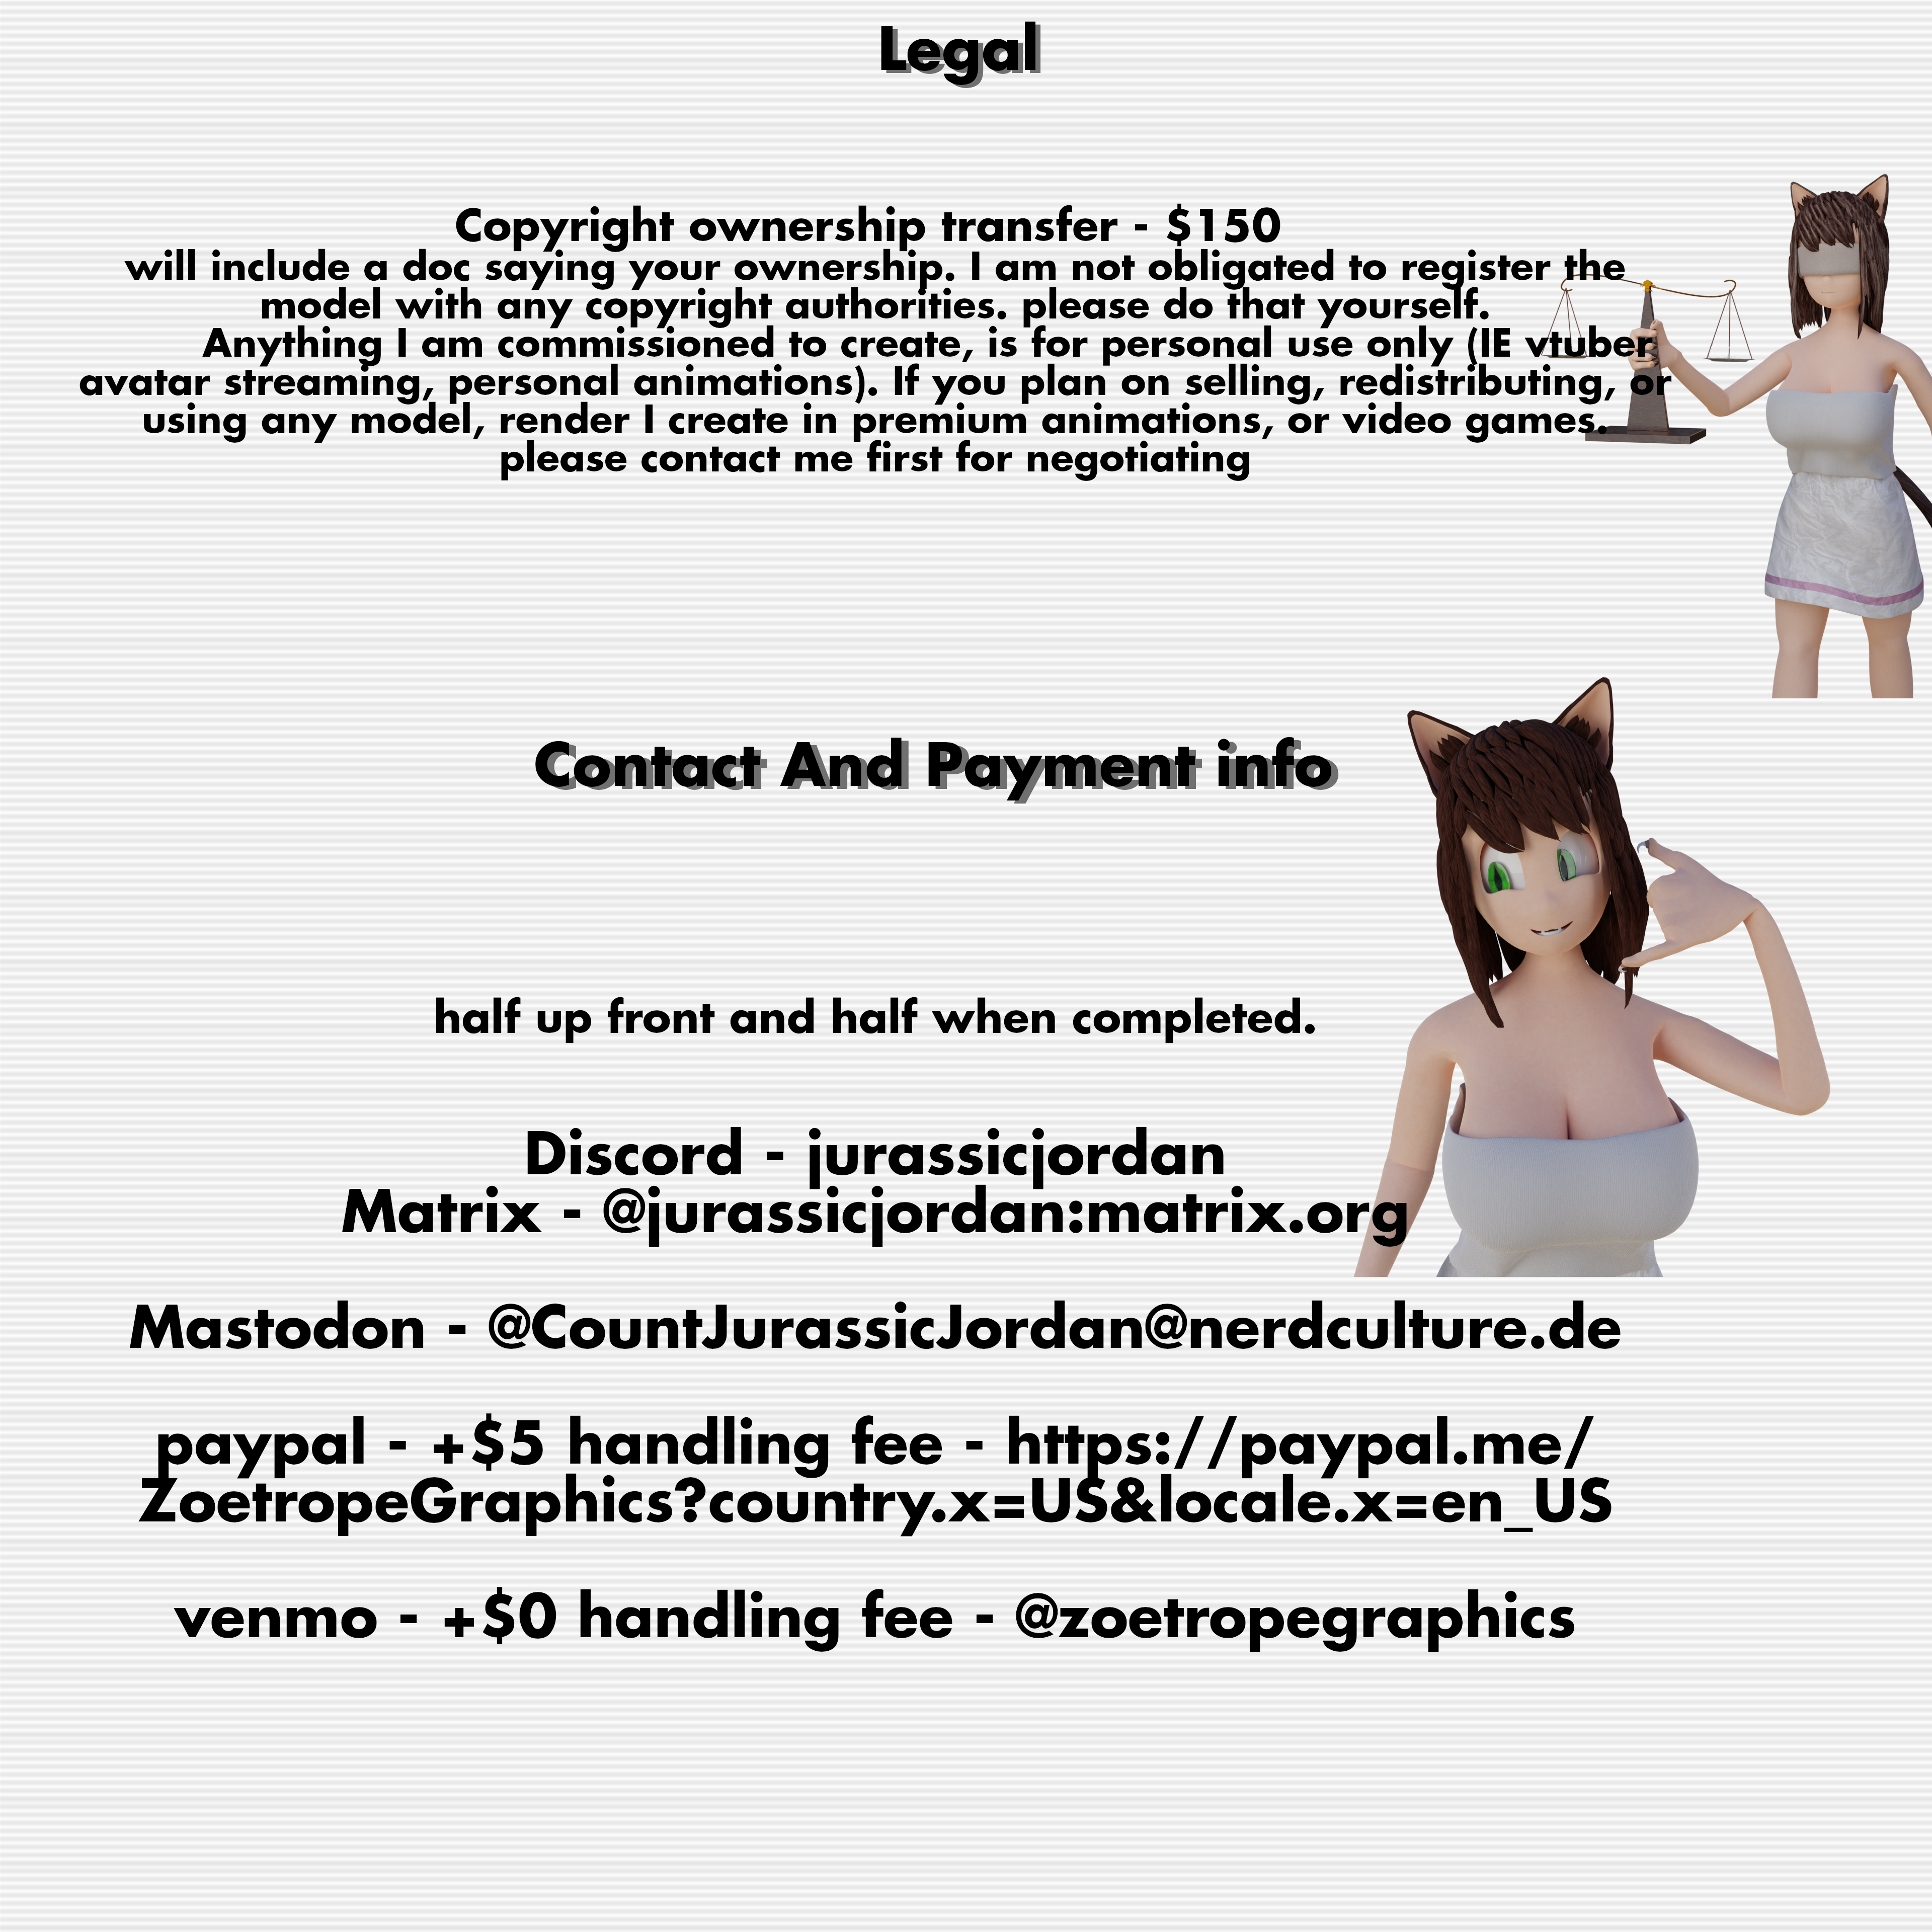 Legal
Copyright ownership transfer - $150
will include a doc saying your ownership. I am not obligated to register the
model with any copyright authorities. please do that yourself.
Anything I am commissioned to create, is for personal use only (IE vtuber
avatar streaming, personal animations). If you plan on selling, redistributing, or
using any model, render I create in premium animations, or video games.
please contact me first for negotiating
Contact And Payment info
half up front and half when completed.
Discord - jurassicjordan
Matrix - @jurassicjordan:matrix.org
Mastodon - @CountJurassicJordan@nerdculture.de
paypal - +$5 handling fee - https://paypal.me/
ZoetropeGraphics?country.x=US&locale.x=en_US
venmo - +$0 handling fee - @zoetropegraphics